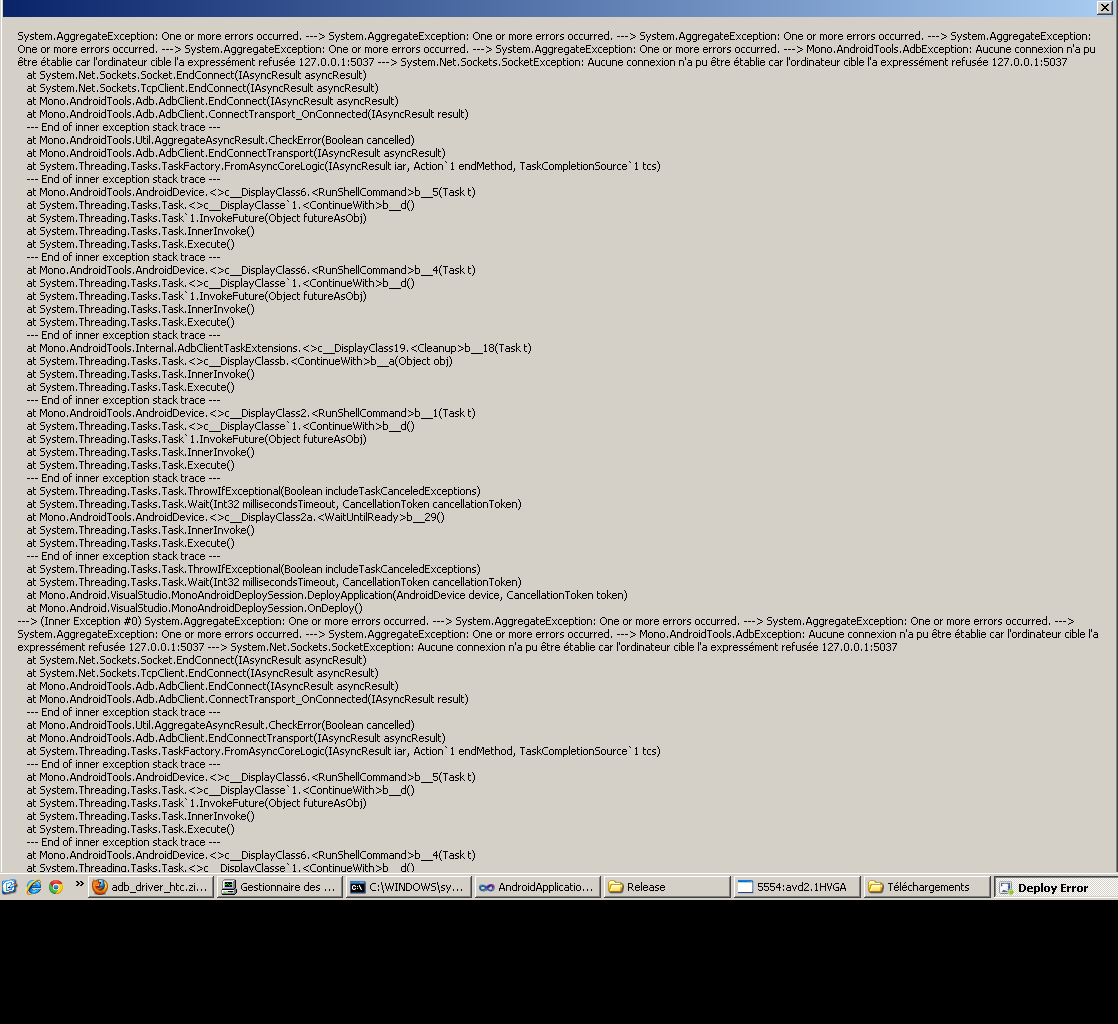 System.AggregateException: One or more errors occurred. ---> System.AggregateException: One or more errors occurred. ---> System.AggregateException: One or more errors occurred. ---> System.AggregateException:
One or more errors occurred. ---> System.AggregateException: One or more errors occurred. ---> System.AggregateException: One or more errors occurred. ---> Mono.AndroidTools.AdbException: Aucune connexion n'a pu
être établie car l'ordinateur cible l'a expressément refusée 127.0.0.1:5037 ---> System.Net.Sockets.SocketException: Aucune connexion n'a pu être établie car l'ordinateur cible l'a expressément refusée 127.0.0.1:5037
at System.Net.Sockets.Socket.EndConnect(IAsyncResult asyncResult)
at System.Net.Sockets.TcpClient.EndConnect(IAsyncResult asyncResult)
at Mono.AndroidTools.Adb.AdbClient.EndConnect(IAsyncResult asyncResult)
at Mono.AndroidTools.Adb.AdbClient.ConnectTransport_OnConnected(IAsyncResult result)
--- End of inner exception stack trace ---
at Mono.AndroidTools.Util.AggregateAsyncResult.CheckError(Boolean cancelled)
at Mono.AndroidTools.Adb.AdbClient.EndConnectTransport(IAsyncResult asyncResult)
at System.Threading.Tasks.TaskFactory.FromAsyncCoreLogic(IAsyncResult iar, Action`1 endMethod, TaskCompletionSource`1 tcs)
--- End of inner exception stack trace ---
at Mono.AndroidTools.AndroidDevice.<>c__DisplayClass6.<RunShellCommand>b__5(Task t)
at System.Threading.Tasks.Task.<>c__DisplayClasse`1.<ContinueWith>b__d()
at System.Threading.Tasks.Task`1.InvokeFuture(Object futureAsObj)
at System.Threading.Tasks.Task.InnerInvoke()
at System.Threading.Tasks.Task.Execute()
--- End of inner exception stack trace ---
at Mono.AndroidTools.AndroidDevice.<>c__DisplayClass6.<RunShellCommand>b__4(Task t)
at System.Threading.Tasks.Task.<>c__DisplayClasse`1.<ContinueWith>b__d()
at System.Threading.Tasks.Task`1.InvokeFuture(Object futureAsObj)
at System.Threading.Tasks.Task.InnerInvoke()
at System.Threading.Tasks.Task.Execute()
--- End of inner exception stack trace ---
at Mono.AndroidTools.Internal.AdbClientTaskExtensions.<>c__DisplayClass19.<Cleanup>b__18(Task t)
at System.Threading.Tasks.Task.<>c__DisplayClassb.<ContinueWith>b__a(Object obj)
at System.Threading.Tasks.Task.InnerInvoke()
at System.Threading.Tasks.Task.Execute()
--- End of inner exception stack trace ---
at Mono.AndroidTools.AndroidDevice.<>c__DisplayClass2.<RunShellCommand>b__1(Task t)
at System.Threading.Tasks.Task.<>c__DisplayClasse`1.<ContinueWith>b__d()
at System.Threading.Tasks.Task`1.InvokeFuture(Object futureAsObj)
at System.Threading.Tasks.Task.InnerInvoke()
at System.Threading.Tasks.Task.Execute()
--- End of inner exception stack trace ---
at System.Threading.Tasks.Task.ThrowIfExceptional(Boolean includeTaskCanceledExceptions)
at System.Threading.Tasks.Task.Wait(Int32 millisecondsTimeout, CancellationToken cancellationToken)
at Mono.AndroidTools.AndroidDevice.<>c__DisplayClass2a.<WaitUntilReady>b__29()
at System.Threading.Tasks.Task.InnerInvoke()
at System.Threading.Tasks.Task.Execute()
--- End of inner exception stack trace ---
at System.Threading.Tasks.Task.ThrowIfExceptional(Boolean includeTaskCanceledExceptions)
at System.Threading.Tasks.Task.Wait(Int32 millisecondsTimeout, CancellationToken cancellationToken)
at Mono.Android.VisualStudio.MonoAndroidDeploySession.DeployApplication(AndroidDevice device, CancellationToken token)
at Mono.Android.VisualStudio.MonoAndroidDeploySession.OnDeploy()
---> (Inner Exception #0) System.AggregateException: One or more errors occurred. ---> System.AggregateException: One or more errors occurred. ---> System.AggregateException: One or more errors occurred. --->
System.AggregateException: One or more errors occurred. ---> System.AggregateException: One or more errors occurred. ---> Mono.AndroidTools.AdbException: Aucune connexion n'a pu être établie car l'ordinateur cible l'a
expressément refusée 127.0.0.1:5037 ---> System.Net.Sockets.SocketException: Aucune connexion n'a pu être établie car l'ordinateur cible l'a expressément refusée 127.0.0.1:5037
at System.Net.Sockets.Socket.EndConnect(IAsyncResult asyncResult)
at System.Net.Sockets.TcpClient.EndConnect(IAsyncResult asyncResult)
at Mono.AndroidTools.Adb.AdbClient.EndConnect(IAsyncResult asyncResult)
at Mono.AndroidTools.Adb.AdbClient.ConnectTransport_OnConnected(IAsyncResult result)
--- End of inner exception stack trace ---
at Mono.AndroidTools.Util.AggregateAsyncResult.CheckError(Boolean cancelled)
at Mono.AndroidTools.Adb.AdbClient.EndConnectTransport(IAsyncResult asyncResult)
at System.Threading.Tasks.TaskFactory.FromAsyncCoreLogic(IAsyncResult iar, Action`1 endMethod, TaskCompletionSource`1 tcs)
--- End of inner exception stack trace ---
at Mono.AndroidTools.AndroidDevice.<>c__DisplayClass6.<RunShellCommand>b__5(Task t)
at System.Threading.Tasks.Task.<>c__DisplayClasse`1.<ContinueWith>b__d()
at System.Threading.Tasks.Task`1.InvokeFuture(Object futureAsObj)
at System.Threading.Tasks.Task.InnerInvoke()
at System.Threading.Tasks.Task.Execute()
--- End of inner exception stack trace ---
at Mono.AndroidTools.AndroidDevice.<>c__DisplayClass6.<RunShellCommand>b__4(Task t)
at System.Threading.Tasks.Task.<>c__DisplayClasse`1.<ContinueWith>b__d()
» adb_driver_htc.zi... Gestionnaire des ... C:\WINDOWS\sy... AndroidApplicatio... Release 5554:avd2.1HVGA Téléchargements Deploy Error